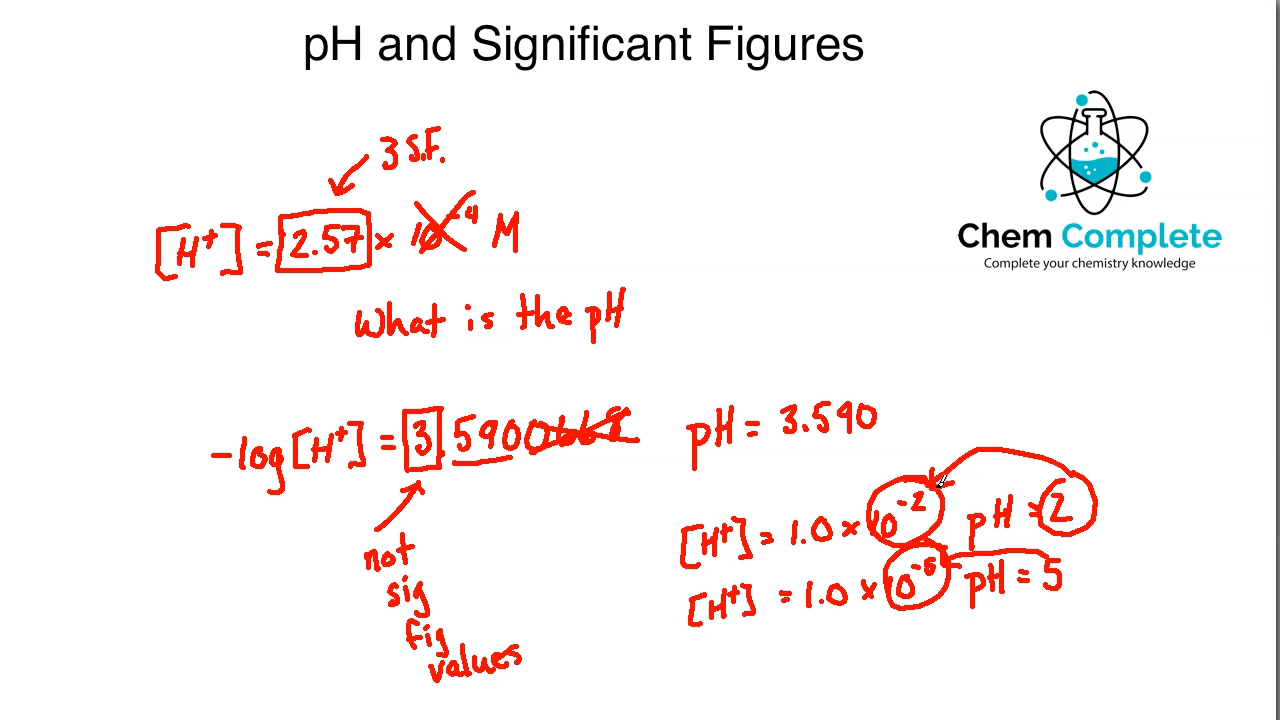 pH and Significant Figures
3 S.F.
[H+] = 2.57 × 10^-4 M
Chem Complete
Complete your chemistry knowledge
What is the pH
-log[H+] = 3.5900668
pH = 3.590
[H+] = 1.0 × 10^-2 pH = 2
not
[H+] = 1.0 × 10^-5 pH = 5
sig
fig
values